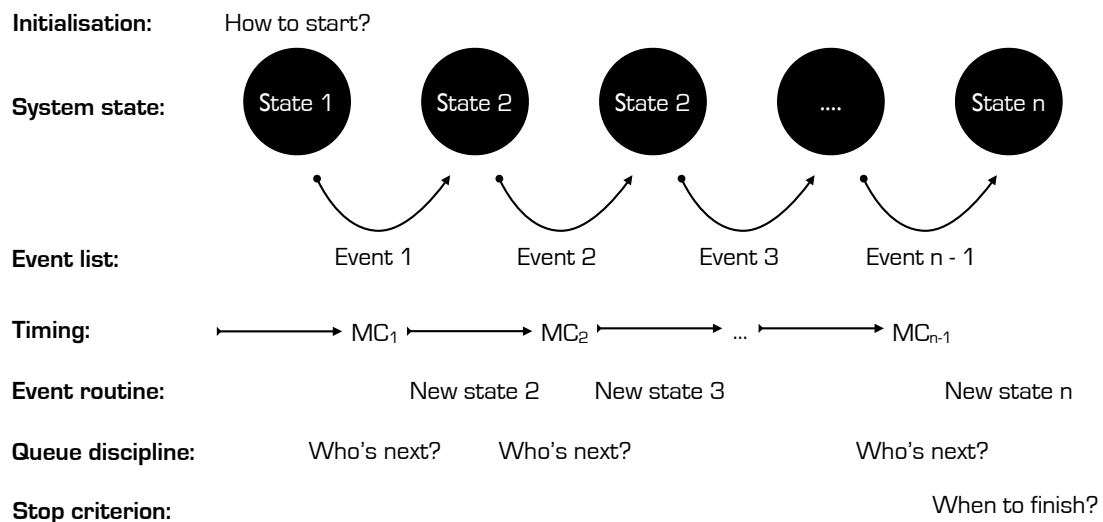 Initialisation: How to start?
System state: State 1 State 2 State 2 .... State n
Event list: Event 1 Event 2 Event 3 Event n - 1
Timing: MC₁ MC₂ ... MCₙ₋₁
Event routine: New state 2 New state 3 New state n
Queue discipline: Who's next? Who's next? Who's next?
Stop criterion: When to finish?